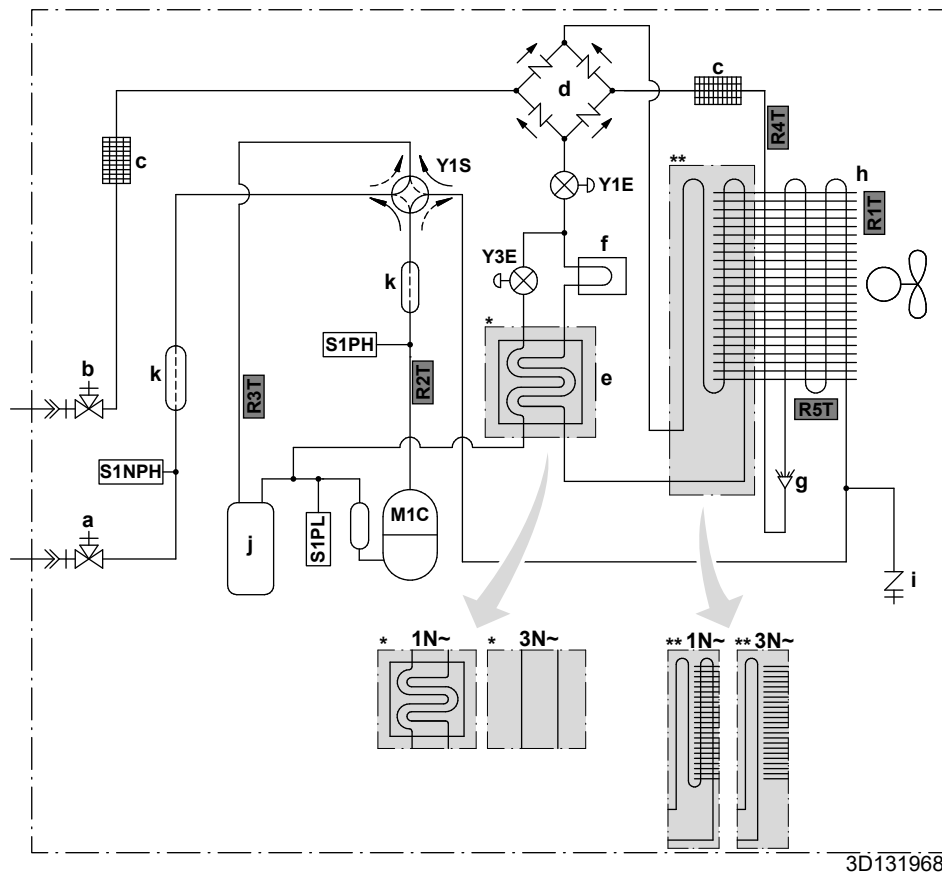 c
d
R4T
**
h
c
Y1S
Y1E
R1T
Y3E
f
k
*
S1PH
e
b
k
R3T
R2T
R5T
S1NPH
g
M1C
a
j
S1PL
i
* 1N~
* 3N~
** 1N~
** 3N~
3D131968